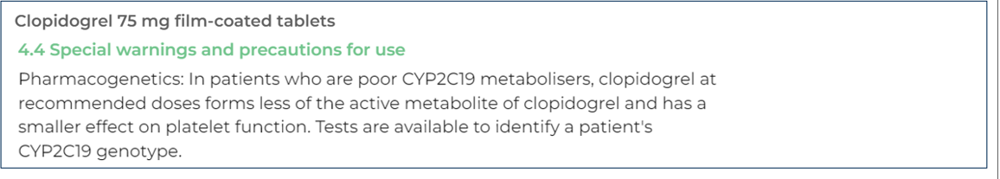 Clopidogrel 75 mg film-coated tablets
4.4 Special warnings and precautions for use
Pharmacogenetics: In patients who are poor CYP2C19 metabolisers, clopidogrel at
recommended doses forms less of the active metabolite of clopidogrel and has a
smaller effect on platelet function. Tests are available to identify a patient's
CYP2C19 genotype.